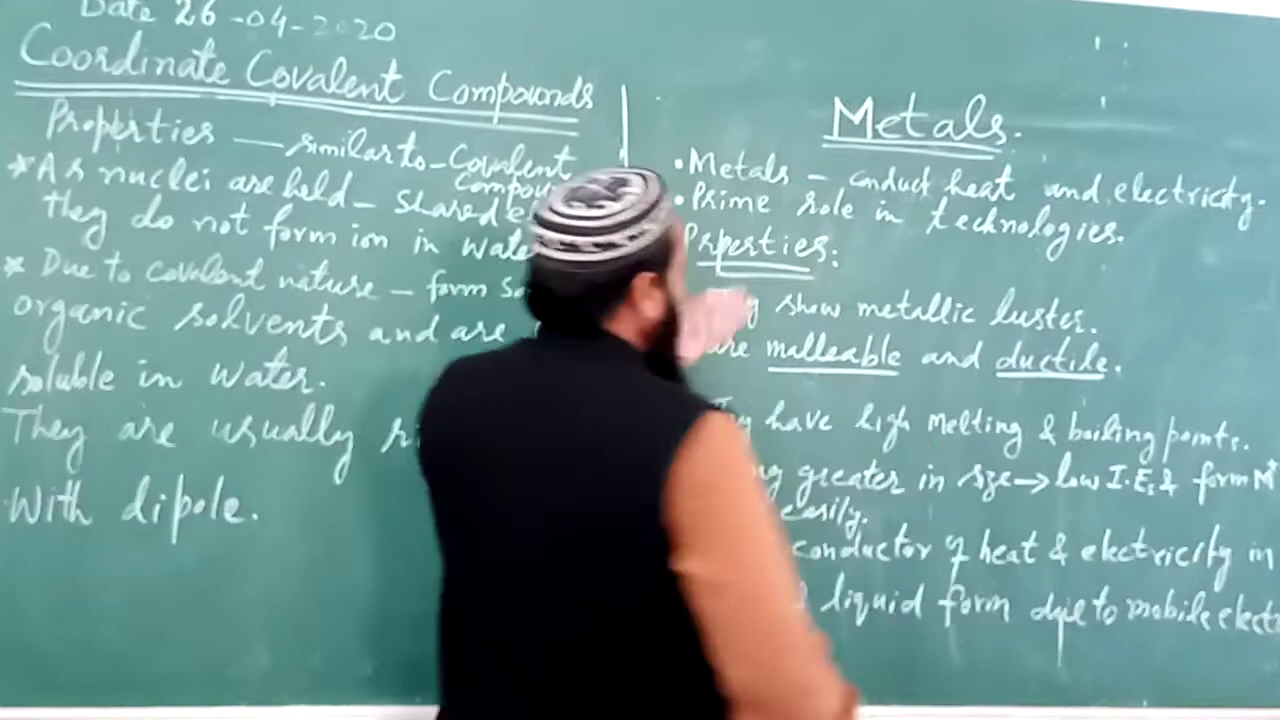 Date 26-04-2020
Coordinate Covalent Compounds
Properties — similar to - Covalent
Compou
* As nuclei are held - shared e
they do not form ion in wate
* Due to covalent nature - form so
organic solvents and are
soluble in water.
They are usually
With dipole.
Metals.
• Metals - conduct heat and electricity.
• Prime role in technologies.
Properties:
show metallic luster.
are malleable and ductile.
have high melting & boiling points.
greater in size → low I.E, & form M+
easily.
conductor of heat & electricity in
liquid form due to mobile elect